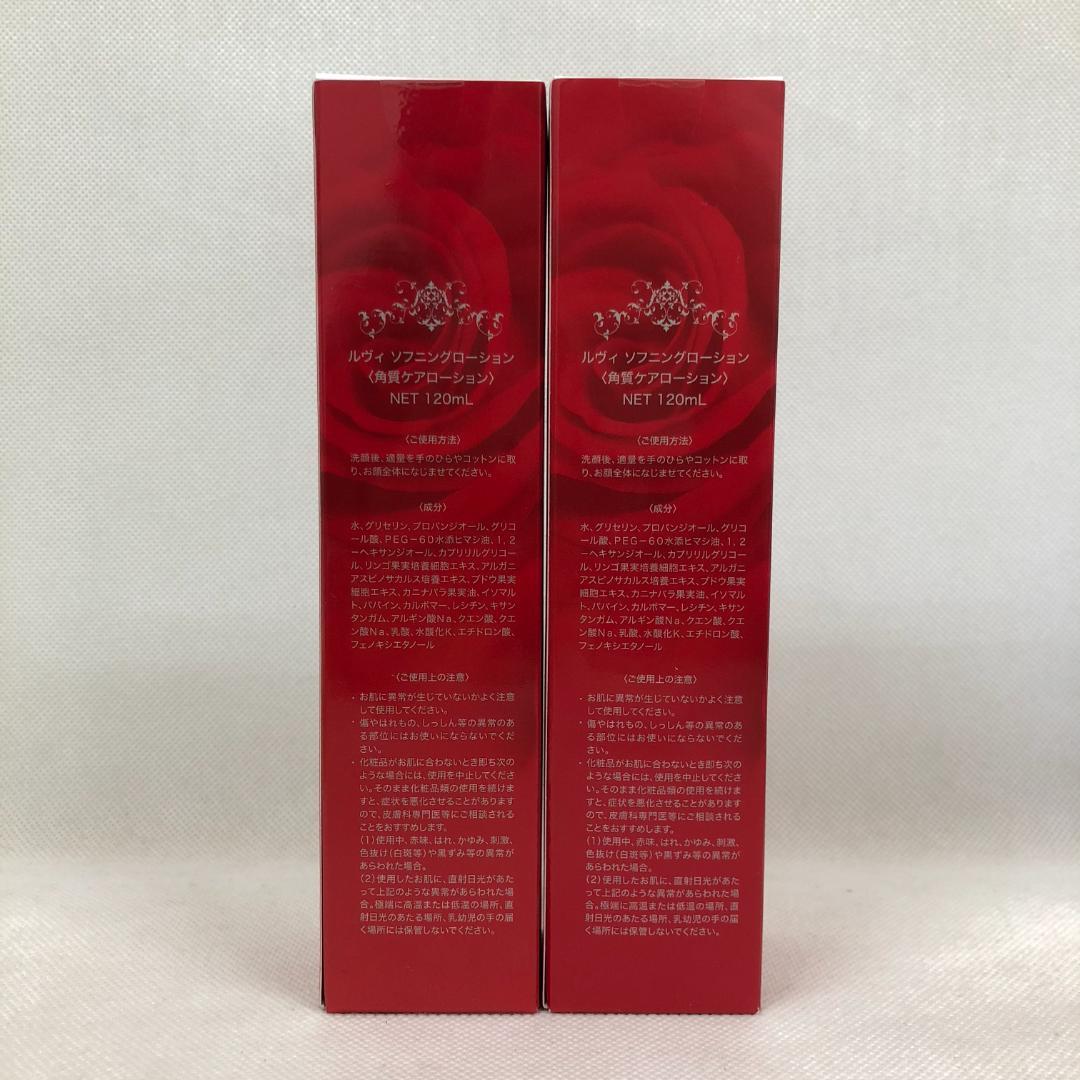 ルヴィ ソフニングローション
〈角質ケアローション〉
NET 120mL
〈ご使用方法〉
洗顔後、適量を手のひらやコットンに取
り、お顔全体になじませてください。
〈成分〉
水、グリセリン、プロパンジオール、グリコ
ール酸、PEG-60水添ヒマシ油、1,2
-ヘキサンジオール、カプリリルグリコー
ル、リンゴ果実培養細胞エキス、アルガニ
アスピノサカルス培養エキス、ブドウ果実
細胞エキス、カニナバラ果実油、イソマル
ト、パパイン、カルボマー、レシチン、キサン
タンガム、アルギン酸Na、クエン酸、クエ
ン酸Na、乳酸、水酸化K、エチドロン酸、
フェノキシエタノール
〈ご使用上の注意〉
・お肌に異常が生じていないかよく注意
して使用してください。
・傷やはれもの、しっしん等の異常のあ
る部位にはお使いにならないでくだ
さい。
・化粧品がお肌に合わないとき即ち次の
ような場合には、使用を中止してくださ
い。そのまま化粧品類の使用を続けま
すと、症状を悪化させることがあります
ので、皮膚科専門医等にご相談される
ことをおすすめします。
(1)使用中、赤味、はれ、かゆみ、刺激、
色抜け(白斑等)や黒ずみ等の異常が
あらわれた場合。
(2)使用したお肌に、直射日光があた
って上記のような異常があらわれた場
合。極端に高温または低温の場所、直
射日光のあたる場所、乳幼児の手の届
く場所には保管しないでください。
ルヴィ ソフニングローション
〈角質ケアローション〉
NET 120mL
〈ご使用方法〉
洗顔後、適量を手のひらやコットンに取
り、お顔全体になじませてください。
〈成分〉
水、グリセリン、プロパンジオール、グリコ
ール酸、PEG-60水添ヒマシ油、1,2
-ヘキサンジオール、カプリリルグリコー
ル、リンゴ果実培養細胞エキス、アルガニ
アスピノサカルス培養エキス、ブドウ果実
細胞エキス、カニナバラ果実油、イソマル
ト、パパイン、カルボマー、レシチン、キサン
タンガム、アルギン酸Na、クエン酸、クエ
ン酸Na、乳酸、水酸化K、エチドロン酸、
フェノキシエタノール
〈ご使用上の注意〉
・お肌に異常が生じていないかよく注意
して使用してください。
・傷やはれもの、しっしん等の異常のあ
る部位にはお使いにならないでくだ
さい。
・化粧品がお肌に合わないとき即ち次の
ような場合には、使用を中止してくださ
い。そのまま化粧品類の使用を続けま
すと、症状を悪化させることがあります
ので、皮膚科専門医等にご相談される
ことをおすすめします。
(1)使用中、赤味、はれ、かゆみ、刺激、
色抜け(白斑等)や黒ずみ等の異常が
あらわれた場合。
(2)使用したお肌に、直射日光があた
って上記のような異常があらわれた場
合。極端に高温または低温の場所、直
射日光のあたる場所、乳幼児の手の届
く場所には保管しないでください。